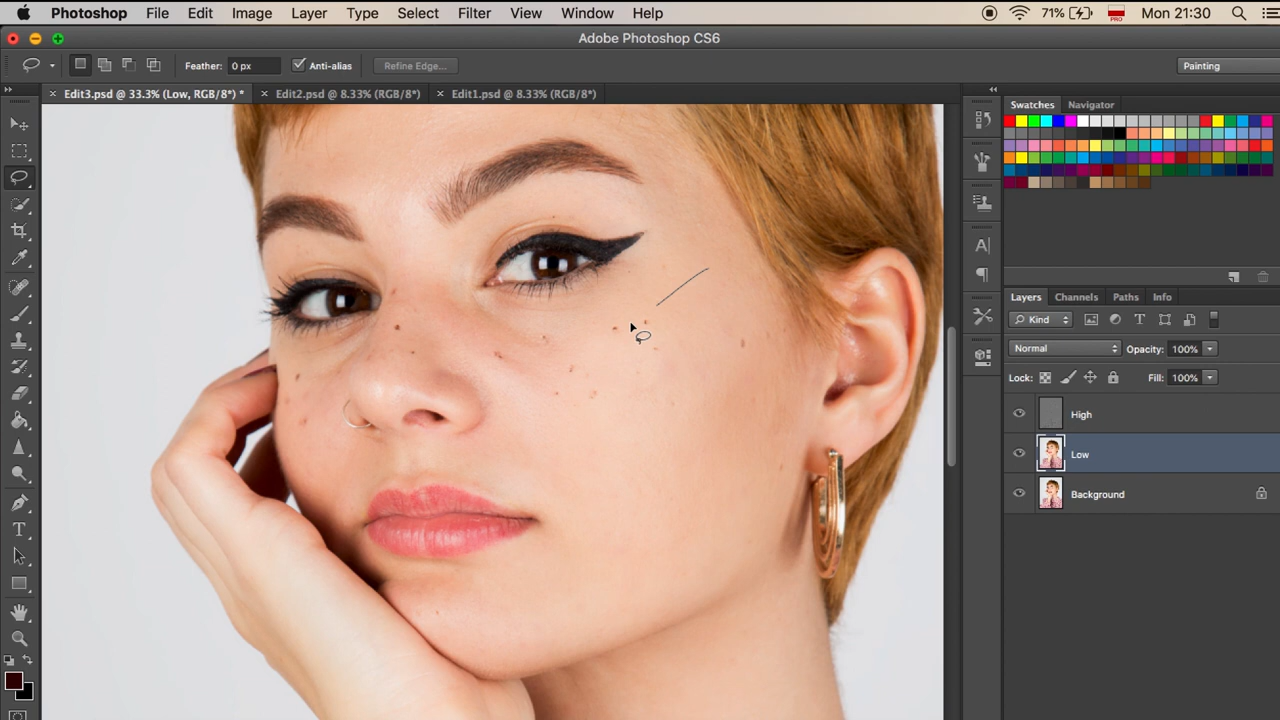 Photoshop File Edit Image Layer Type Select Filter View Window Help 71% PRO Mon 21:30
Adobe Photoshop CS6
Feather: 0 px Anti-alias Refine Edge... Painting
Edit3.psd @ 33.3% (Low, RGB/8*) * Edit2.psd @ 8.33% (RGB/8*) Edit1.psd @ 8.33% (RGB/8*)
Swatches Navigator
Layers Channels Paths Info
Kind
Normal Opacity: 100%
Lock: Fill: 100%
High
Low
Background